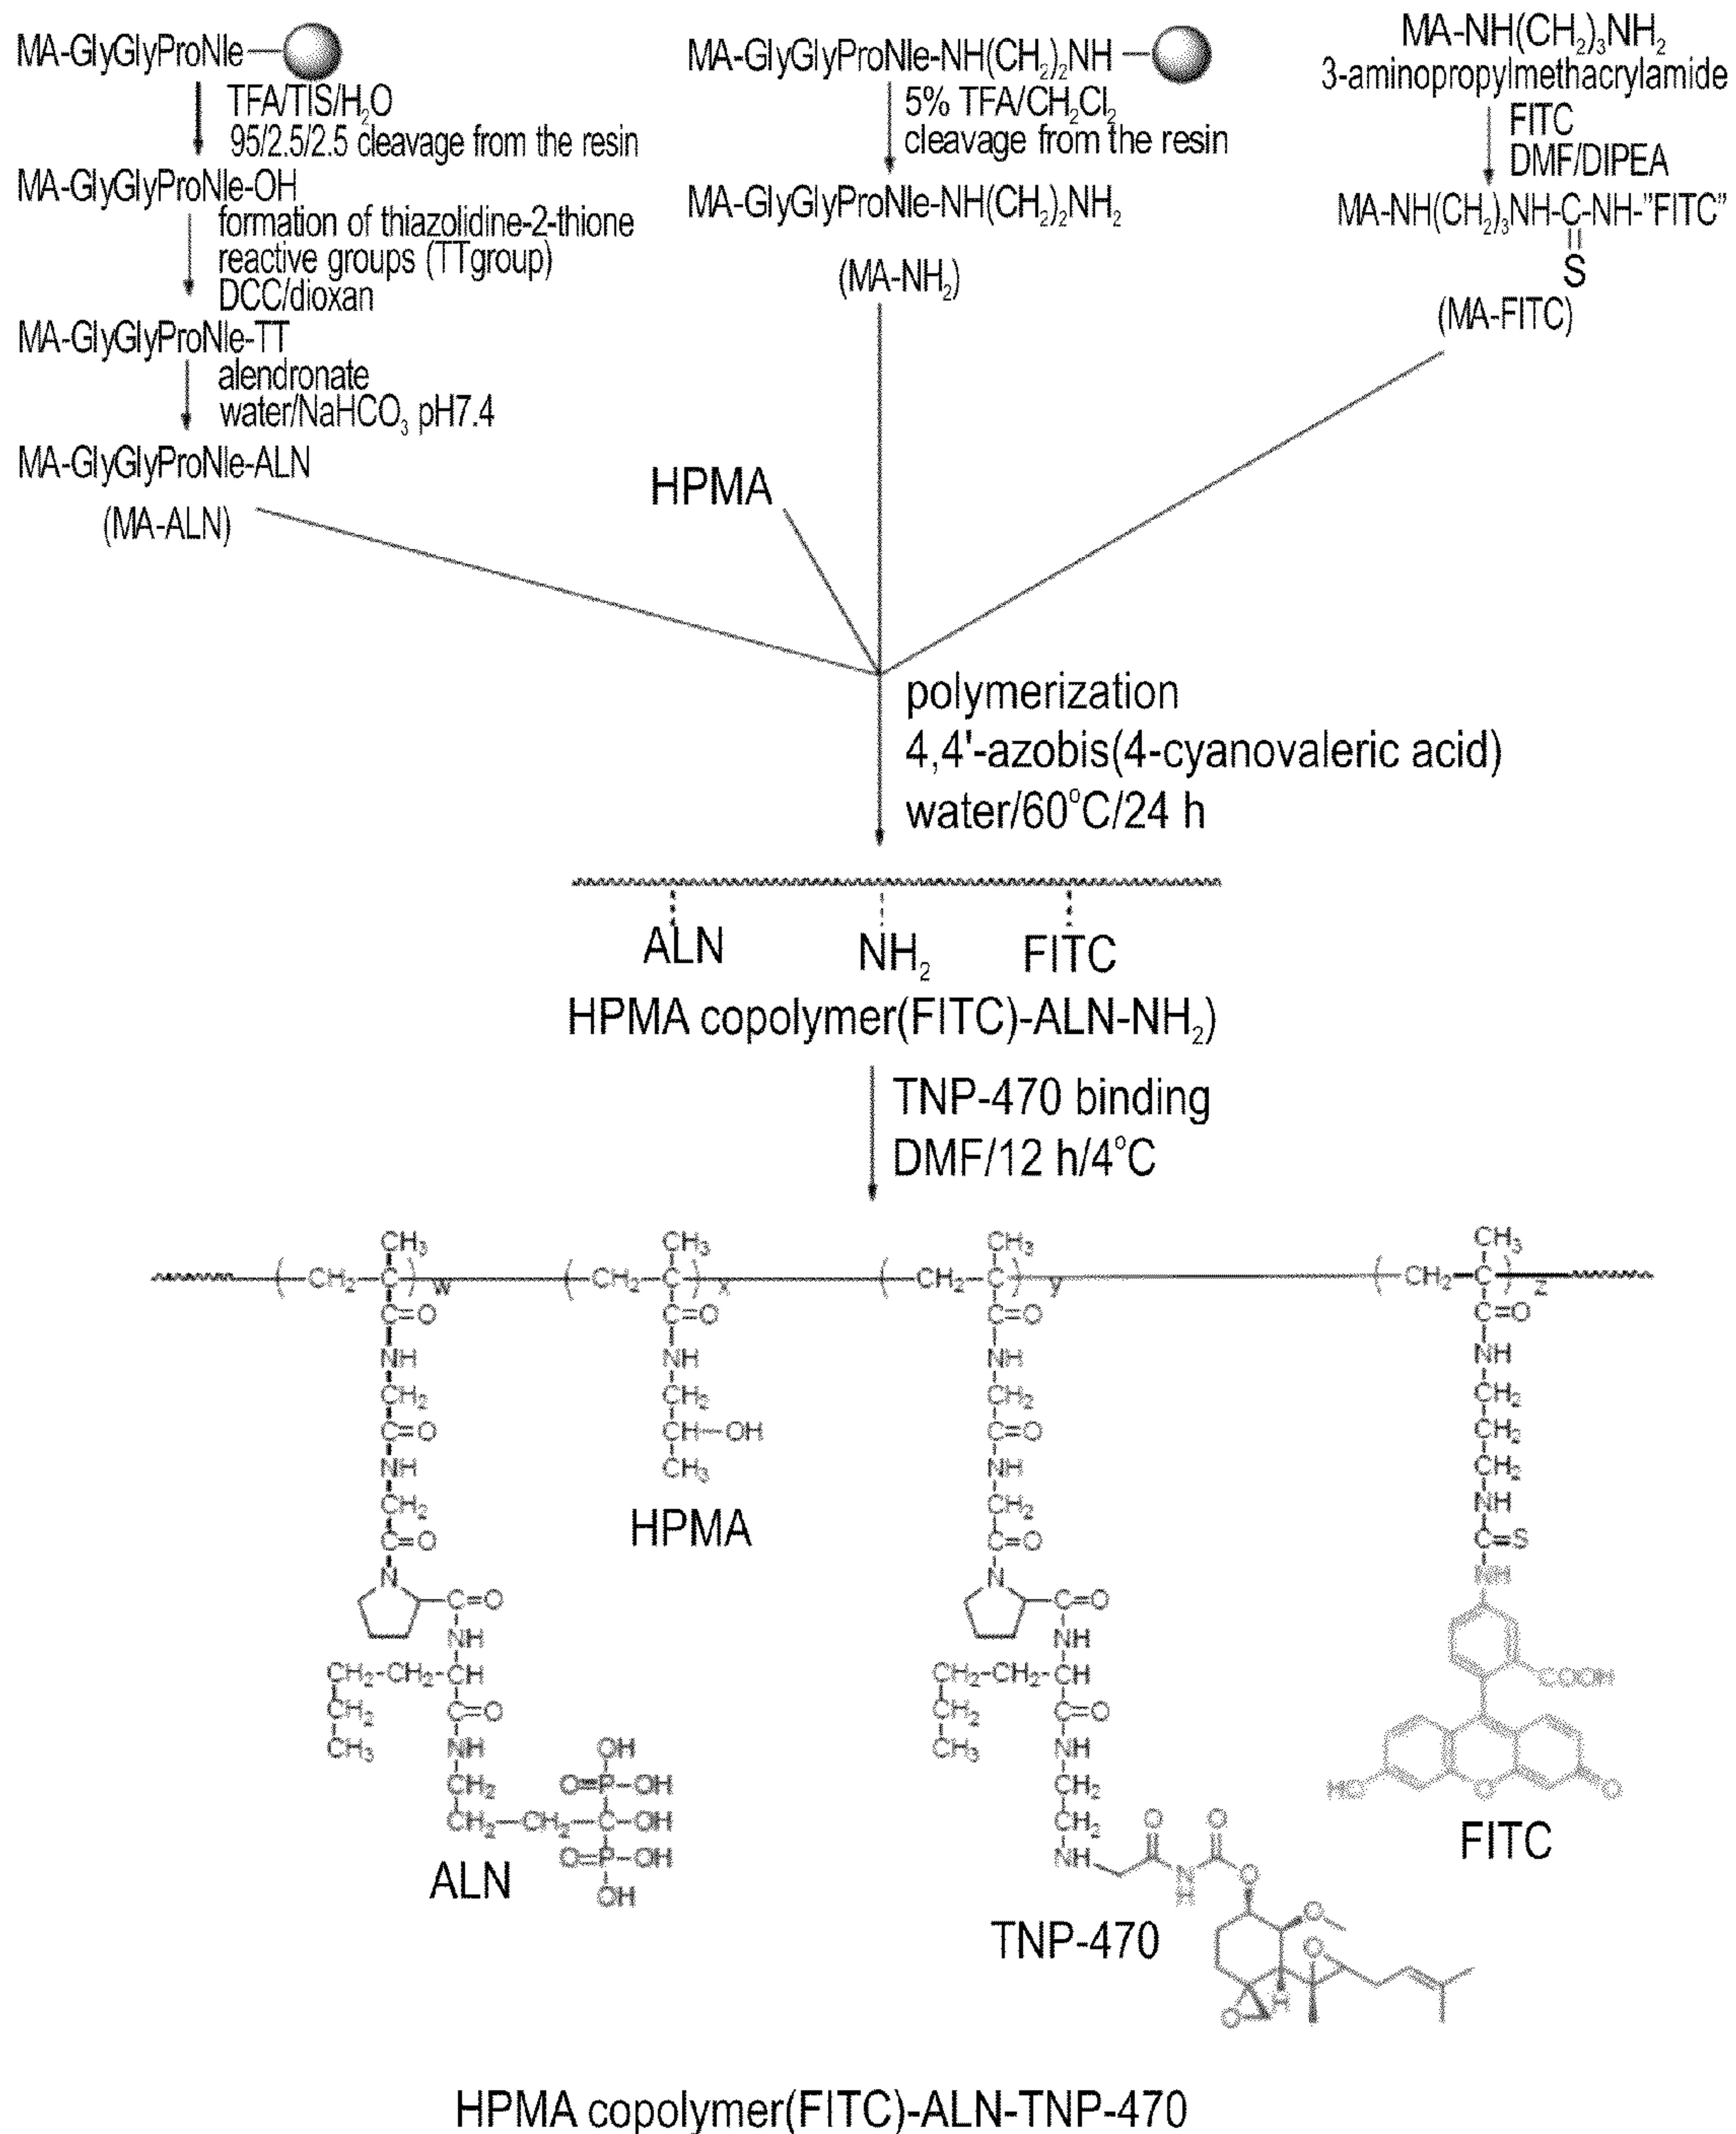 MA-GlyGlyProNle
TFA/TIS/H₂O
95/2.5/2.5 cleavage from the resin
MA-GlyGlyProNle-OH
formation of thiazolidine-2-thione
reactive groups (TTgroup)
DCC/dioxan
MA-GlyGlyProNle-TT
alendronate
water/NaHCO₃ pH7.4
MA-GlyGlyProNle-ALN
(MA-ALN)
MA-GlyGlyProNle-NH(CH₂)₂NH
5% TFA/CH₂Cl₂
cleavage from the resin
MA-GlyGlyProNle-NH(CH₂)₂NH₂
(MA-NH₂)
MA-NH(CH₂)₃NH₂
3-aminopropylmethacrylamide
FITC
DMF/DIPEA
MA-NH(CH₂)₃NH-C-NH-"FITC"
S
(MA-FITC)
HPMA
polymerization
4,4'-azobis(4-cyanovaleric acid)
water/60°C/24 h
ALN NH₂ FITC
HPMA copolymer(FITC)-ALN-NH₂)
TNP-470 binding
DMF/12 h/4°C
CH₃ CH₃ CH₃ CH₃
( CH₂ C ) w ( CH₂ C ) x ( CH₂ C ) y ( CH₂ C ) z
C=O C=O C=O C=O
NH NH NH NH
CH₂ CH₂ CH₂ CH₂
C=O CH-OH C=O CH₂
NH CH₃ NH CH₂
CH₂ CH₂ NH
HPMA
C=O C=O C=S
N N NH
C=O C=O
NH NH
CH₂-CH₂-CH CH₂-CH₂-CH COOH
CH₂ C=O CH₂ C=O
CH₃ NH OH CH₃ NH
CH₂ O=P-OH CH₂ HO O O
CH₂-CH₂-C-OH CH₂ O O
FITC
O=P-OH NH N H O
ALN OH
TNP-470
O
O
H
O
HPMA copolymer(FITC)-ALN-TNP-470